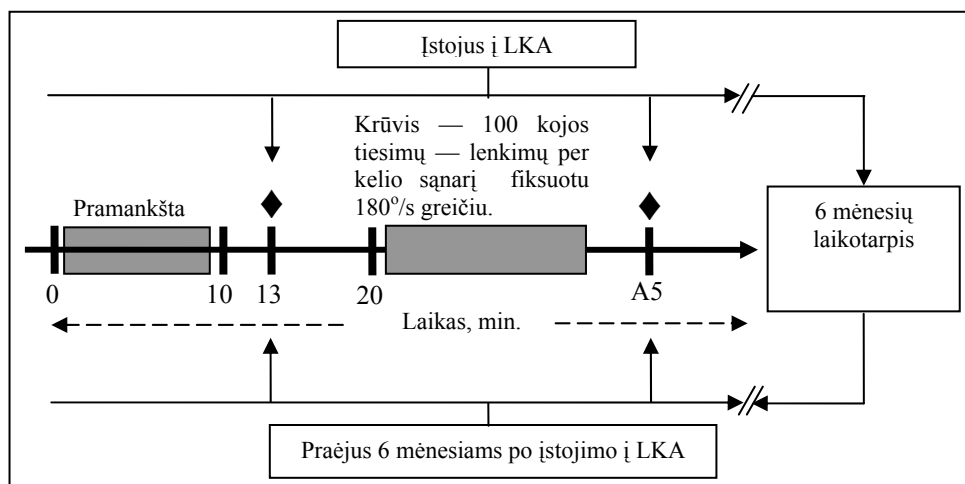 Įstojus į LKA
Krūvis — 100 kojos
tiesimų — lenkimų per
kelio sąnarį fiksuotu
180°/s greičiu.
Pramankšta
6 mėnesių
laikotarpis
0
10
13
20
A5
Laikas, min.
Praėjus 6 mėnesiams po įstojimo į LKA